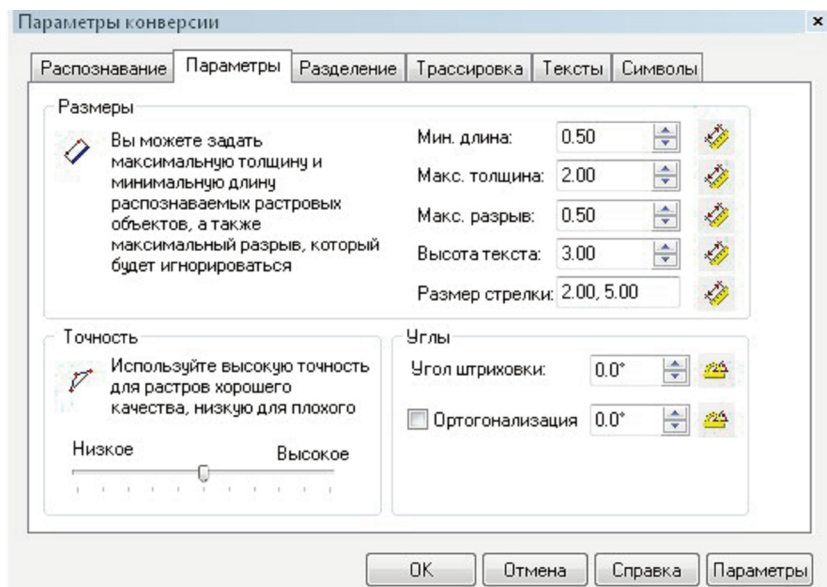 Параметры конверсии
Распознавание Параметры Разделение Трассировка Тексты Символы
Размеры
Вы можете задать
максимальную толщину и
минимальную длину
распознаваемых растровых
объектов, а также
максимальный разрыв, который
будет игнорироваться
Мин. длина: 0.50
Макс. толщина: 2.00
Макс. разрыв: 0.50
Высота текста: 3.00
Размер стрелки: 2.00, 5.00
Точность
Используйте высокую точность
для растров хорошего
качества, низкую для плохого
Низкое Высокое
Углы
Угол штриховки: 0.0°
Ортогонализация 0.0°
OK Отмена Справка Параметры